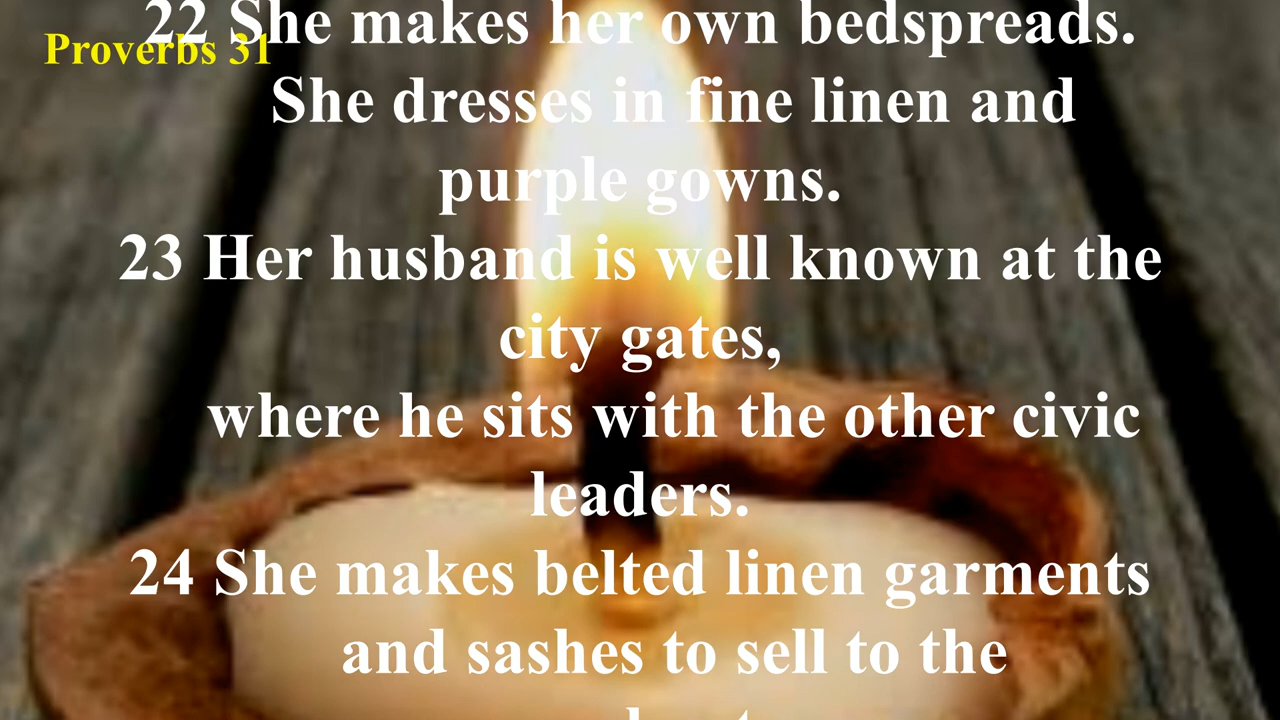 22 She makes her own bedspreads.
Proverbs 31
She dresses in fine linen and
purple gowns.
23 Her husband is well known at the
city gates,
where he sits with the other civic
leaders.
24 She makes belted linen garments
and sashes to sell to the